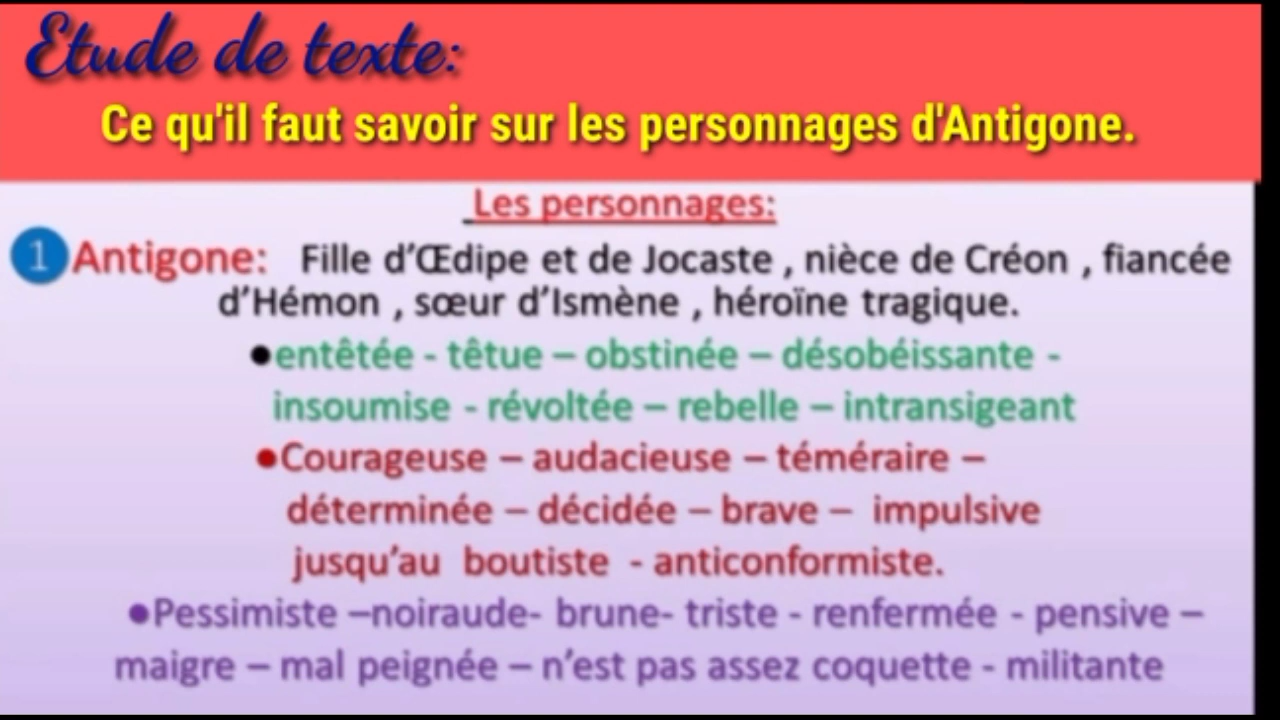 Etude de texte:
Ce qu'il faut savoir sur les personnages d'Antigone.
Les personnages:
1 Antigone: Fille d'Œdipe et de Jocaste , nièce de Créon , fiancée
d'Hémon , sœur d'Ismène , héroïne tragique.
●entêtée - têtue – obstinée – désobéissante -
insoumise - révoltée – rebelle – intransigeant
●Courageuse – audacieuse – téméraire –
déterminée – décidée – brave – impulsive
jusqu'au boutiste - anticonformiste.
●Pessimiste –noiraude- brune- triste - renfermée - pensive –
maigre – mal peignée – n'est pas assez coquette - militante